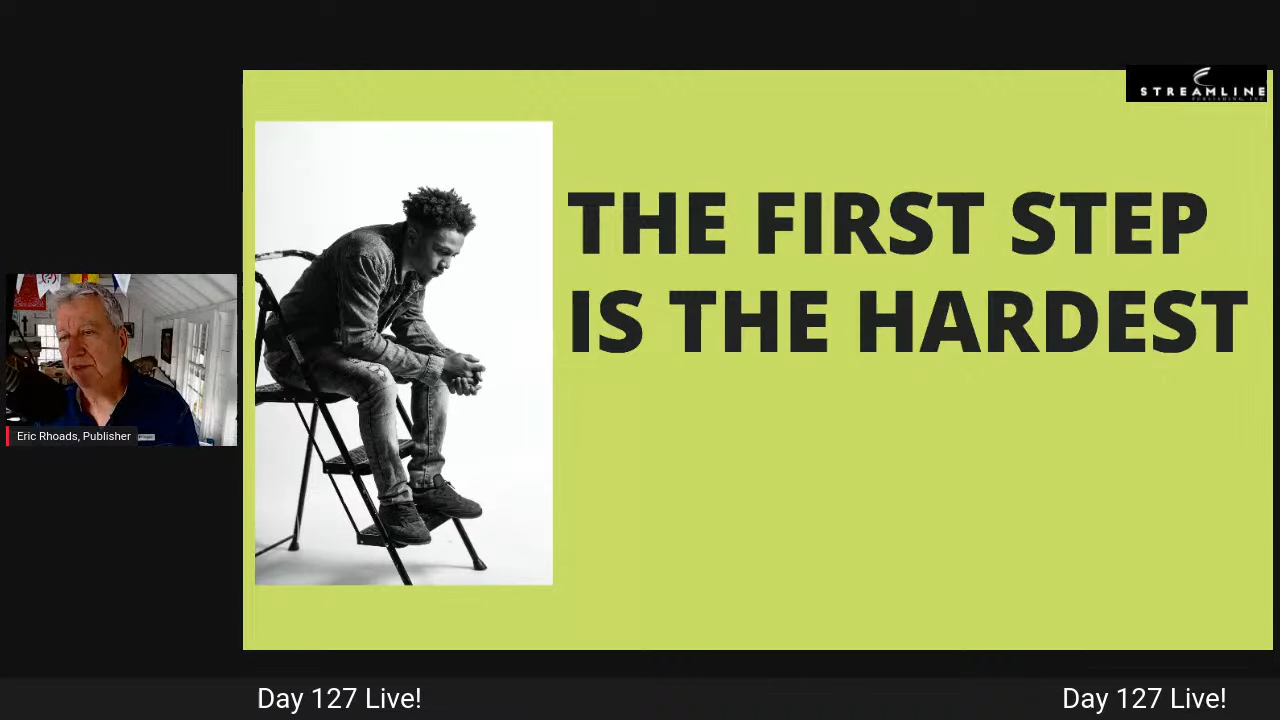 STREAMLINE
THE FIRST STEP
IS THE HARDEST
Eric Rhoads, Publisher
Day 127 Live!
Day 127 Live!